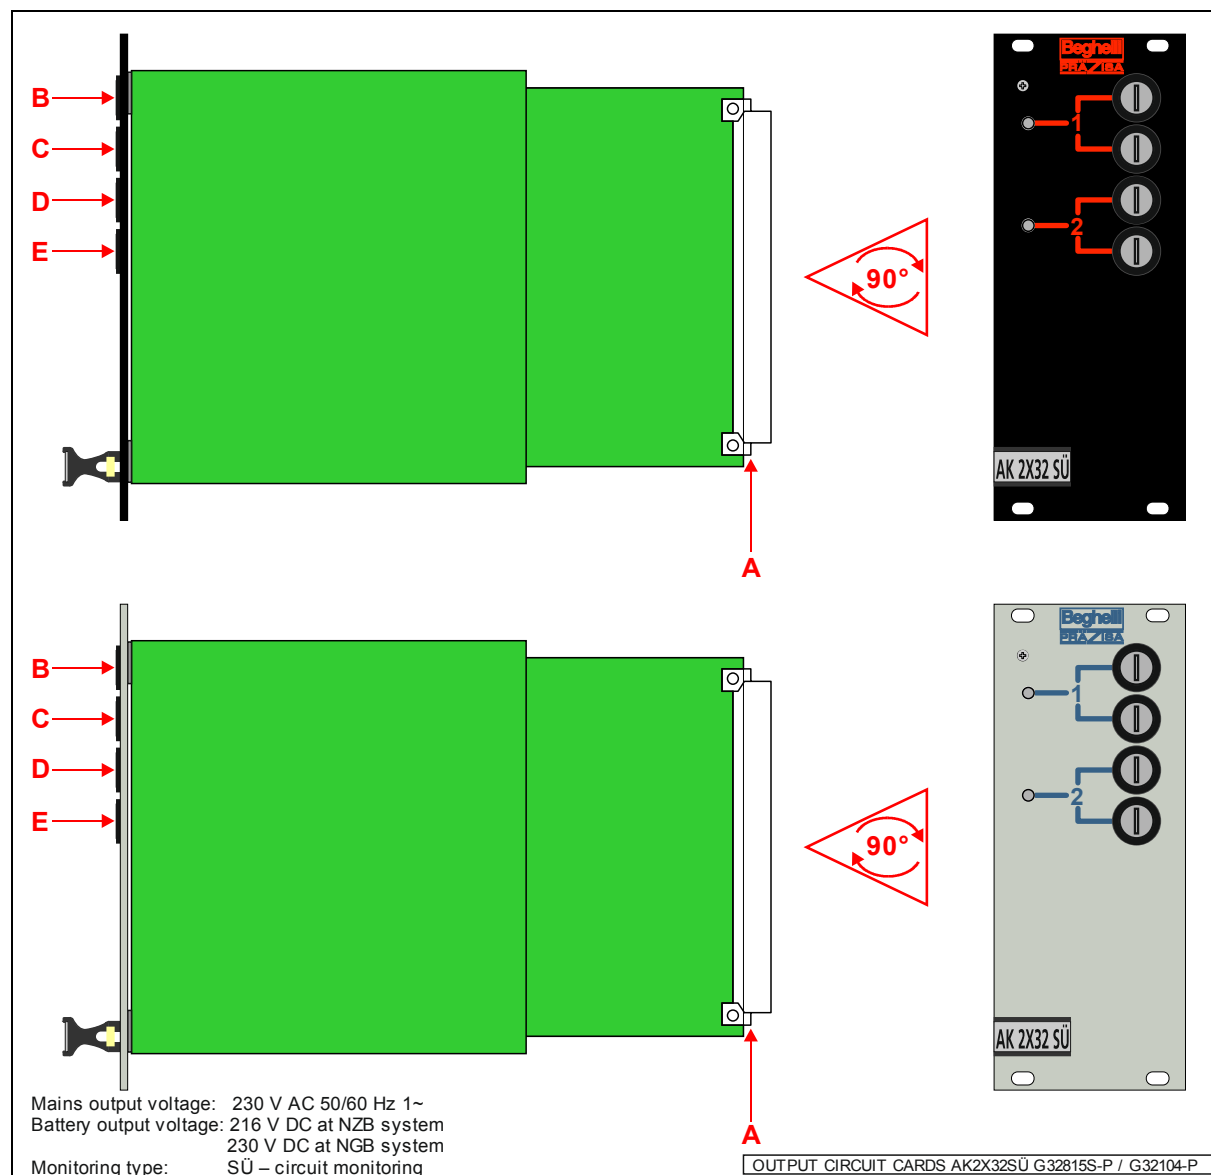 B
C
D
E
A
90°
Beghelli
PRÄZISA
1
2
AK 2X32 SÜ
B
C
D
E
A
90°
Beghelli
PRÄZISA
1
2
AK 2X32 SÜ
Mains output voltage: 230 V AC 50/60 Hz 1~
Battery output voltage: 216 V DC at NZB system
230 V DC at NGB system
Monitoring type: SÜ – circuit monitoring
OUTPUT CIRCUIT CARDS AK2X32SÜ G32815S-P / G32104-P